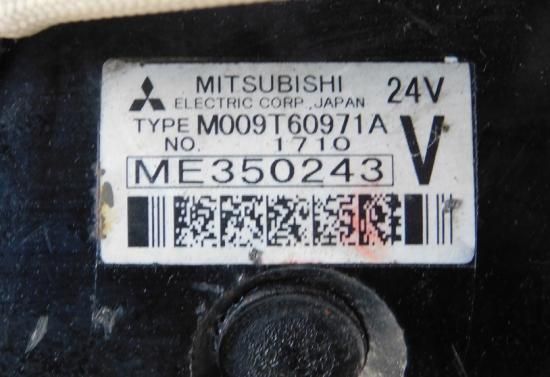 MITSUBISHI 24V
ELECTRIC CORP., JAPAN
TYPE M009T60971A
NO. 1710 V
ME350243